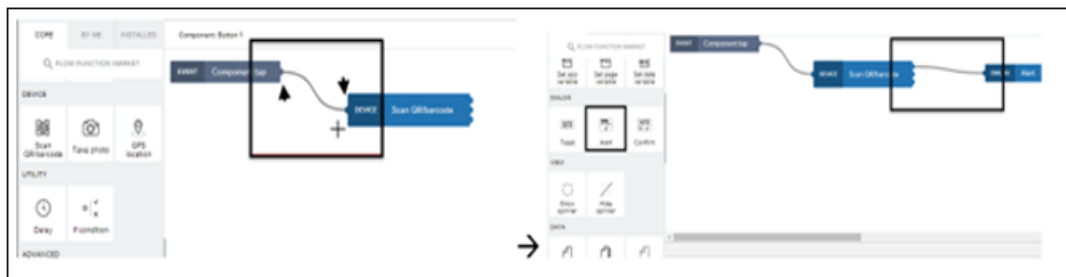 CORE BY ME INSTALLED
Component Button 1
FLOW FUNCTION MARKET
EVENT Component tap
DEVICE
DEVICE Scan QR/barcode
Scan QR/barcode
Take photo
GPS location
UTILITY
Delay
If condition
ADVANCED
FLOW FUNCTION MARKET
EVENT Component tap
Set app variable
Set page variable
Set data variable
DEVICE Scan QR/barcode
Alert
DIALOG
Toast
Alert
Confirm
VIEW
Show spinner
Hide spinner
DATA